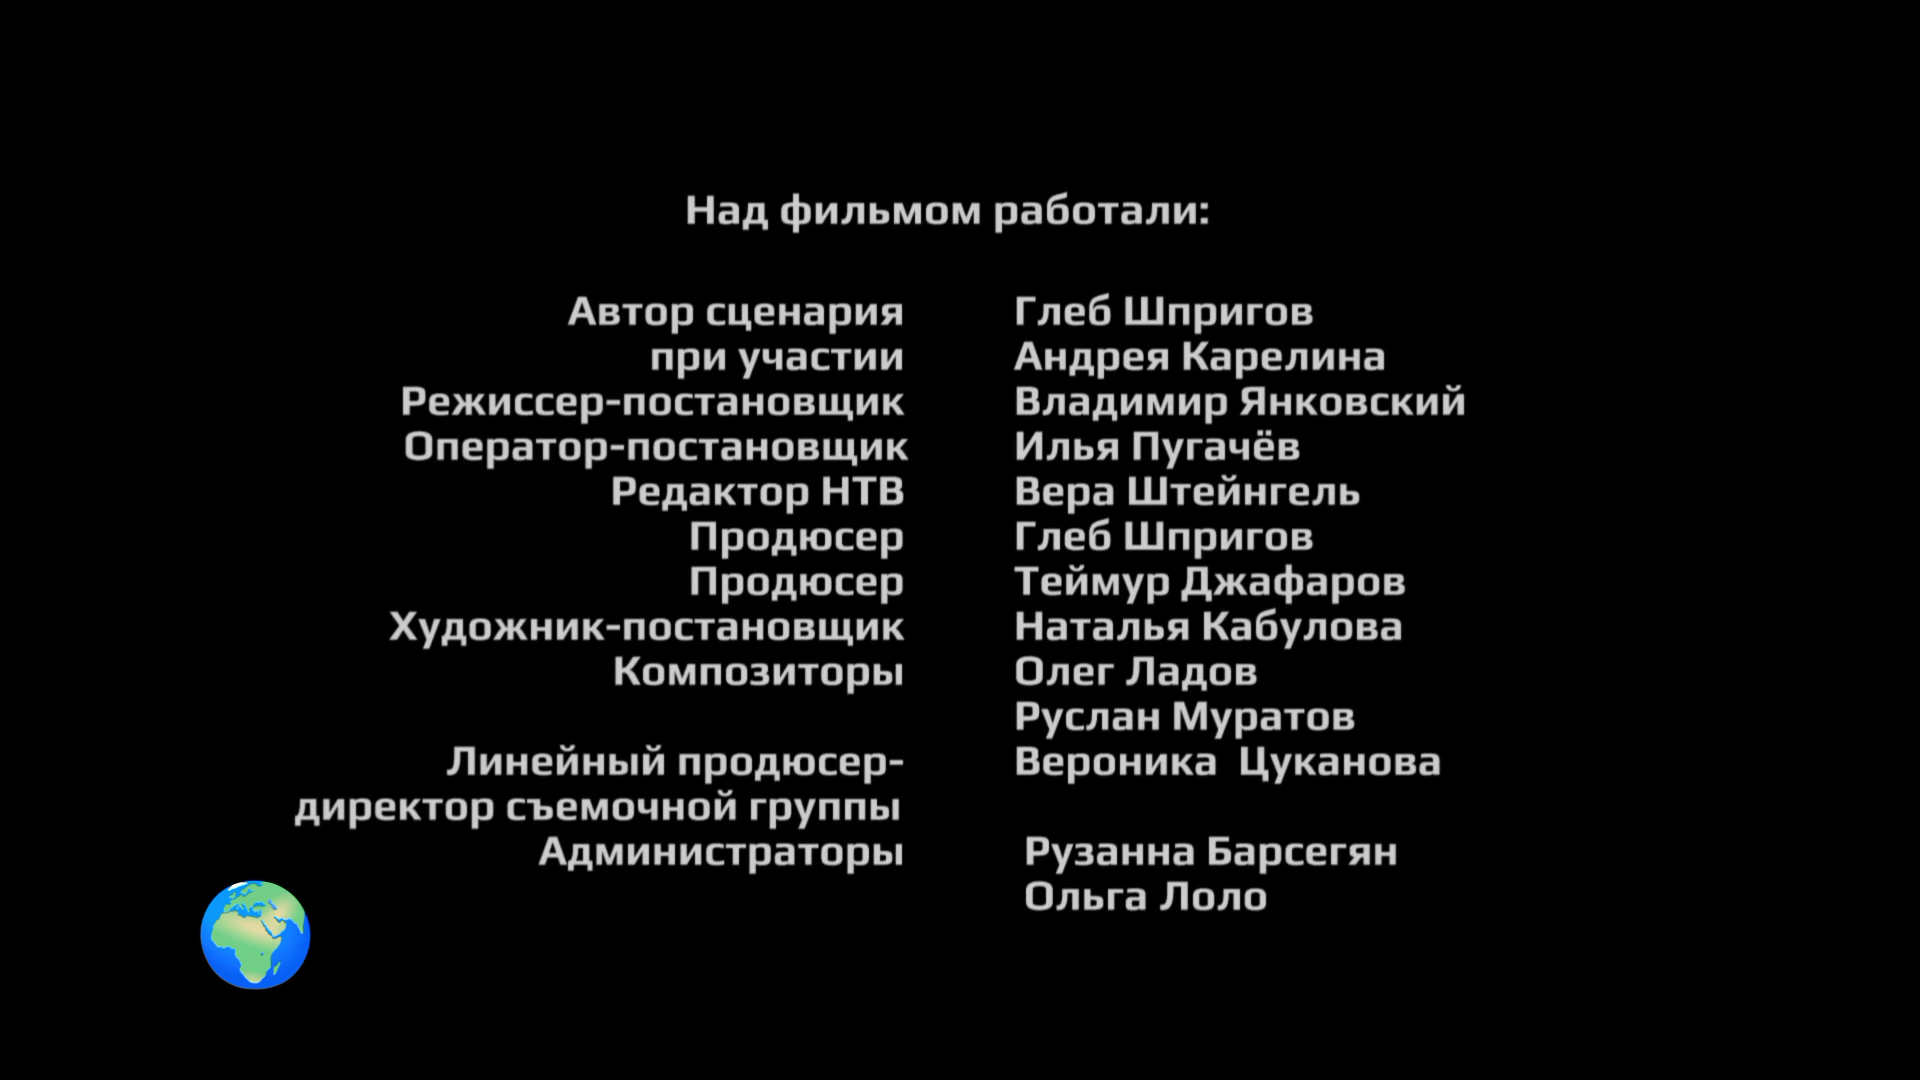 Над фильмом работали:
Автор сценария Глеб Шпригов
при участии Андрея Карелина
Режиссер-постановщик Владимир Янковский
Оператор-постановщик Илья Пугачёв
Редактор НТВ Вера Штейнгель
Продюсер Глеб Шпригов
Продюсер Теймур Джафаров
Художник-постановщик Наталья Кабулова
Композиторы Олег Ладов
Руслан Муратов
Линейный продюсер- Вероника Цуканова
директор съемочной группы
Администраторы Рузанна Барсегян
Ольга Лоло